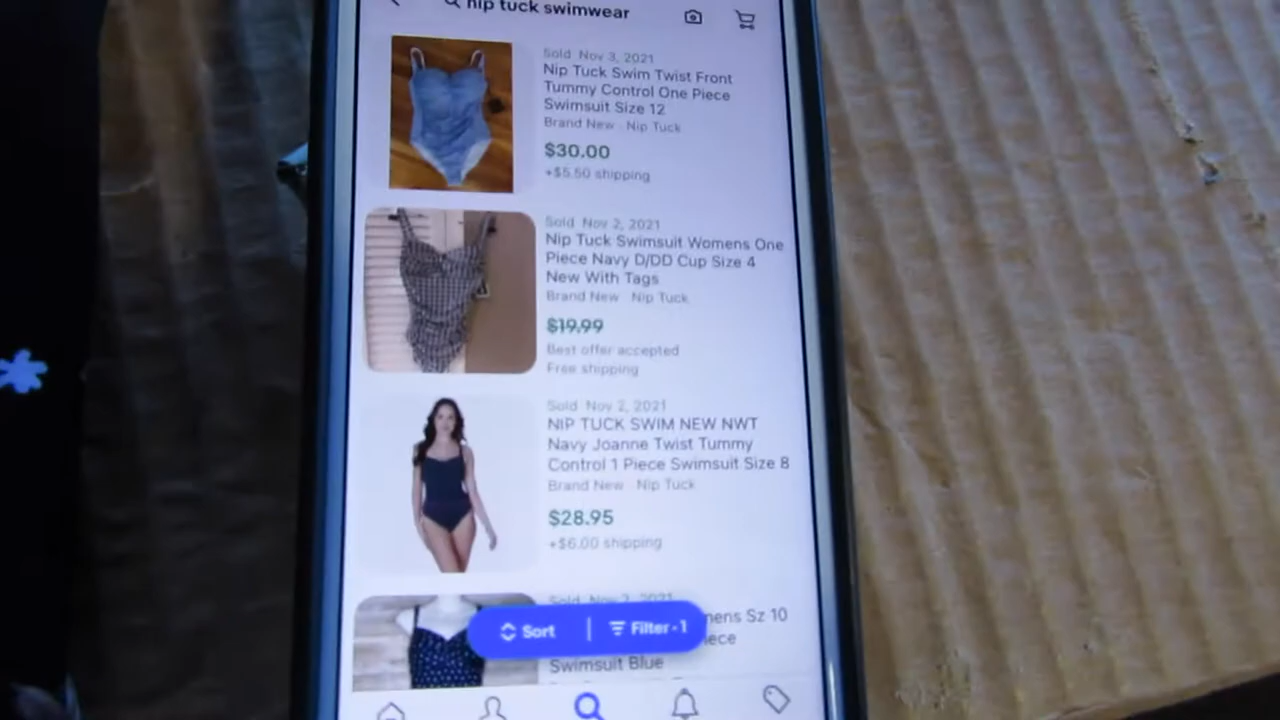 nip tuck swimwear
Sold Nov 3, 2021
Nip Tuck Swim Twist Front
Tummy Control One Piece
Swimsuit Size 12
Brand New · Nip Tuck
$30.00
+$5.50 shipping
Sold Nov 2, 2021
Nip Tuck Swimsuit Womens One
Piece Navy D/DD Cup Size 4
New With Tags
Brand New · Nip Tuck
$19.99
Best offer accepted
Free shipping
Sold Nov 2, 2021
NIP TUCK SWIM NEW NWT
Navy Joanne Twist Tummy
Control 1 Piece Swimsuit Size 8
Brand New · Nip Tuck
$28.95
+$6.00 shipping
Sold Nov 2, 2021
Sz 10
Sort
Filter · 1
Swimsuit Blue